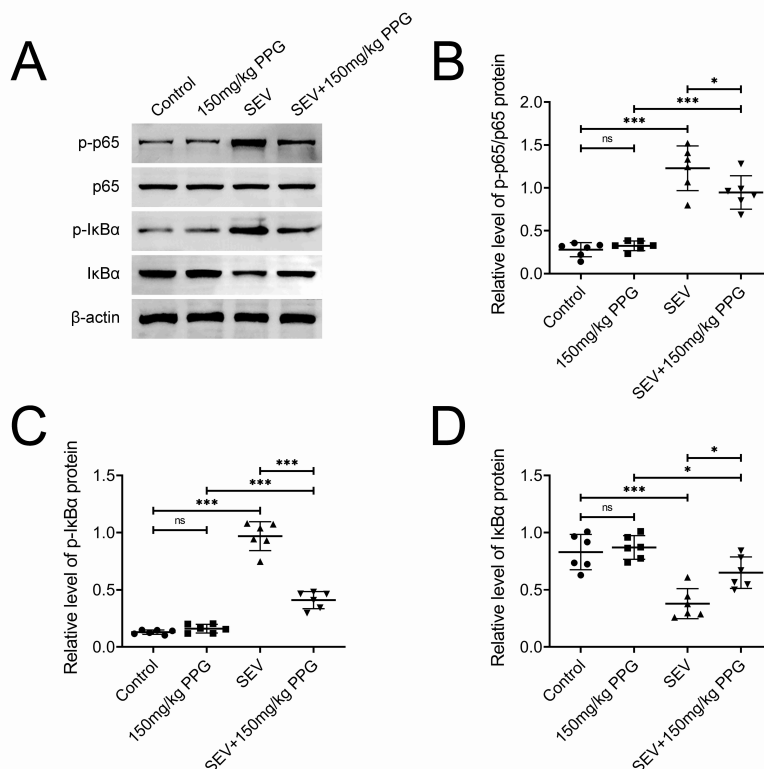 A
Control
150mg/kg PPG
SEV
SEV+150mg/kg PPG
p-p65
p65
p-IκBα
IκBα
β-actin
B
Relative level of p-p65/p65 protein
2.0
1.5
1.0
0.5
0.0
*
***
***
ns
Control
150mg/kg PPG
SEV
SEV+150mg/kg PPG
C
Relative level of p-IκBα protein
1.5
1.0
0.5
0.0
***
***
***
ns
Control
150mg/kg PPG
SEV
SEV+150mg/kg PPG
D
Relative level of IκBα protein
1.5
1.0
0.5
0.0
*
*
***
ns
Control
150mg/kg PPG
SEV
SEV+150mg/kg PPG